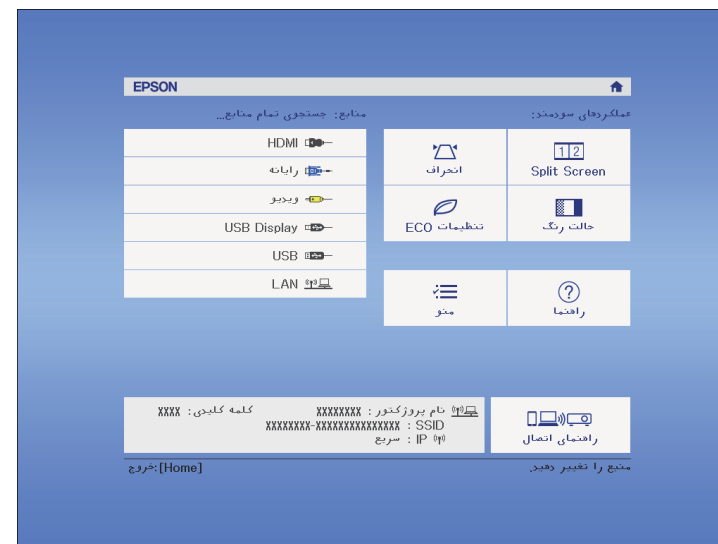 EPSON
عملکردهای سودمند:
Split Screen
انحراف
حالت رنگ
تنظیمات ECO
راهنما
منو
منابع: جستجوی تمام منابع...
HDMI
رایانه
ویدیو
USB Display
USB
LAN
راهنمای اتصال
نام پروژکتور : XXXXXXXX کلمه کلیدی: XXXX
SSID : XXXXXXXX-XXXXXXXXXXXXX
IP : سریع
منبع را تغییر دهید.
[Home]:خروج